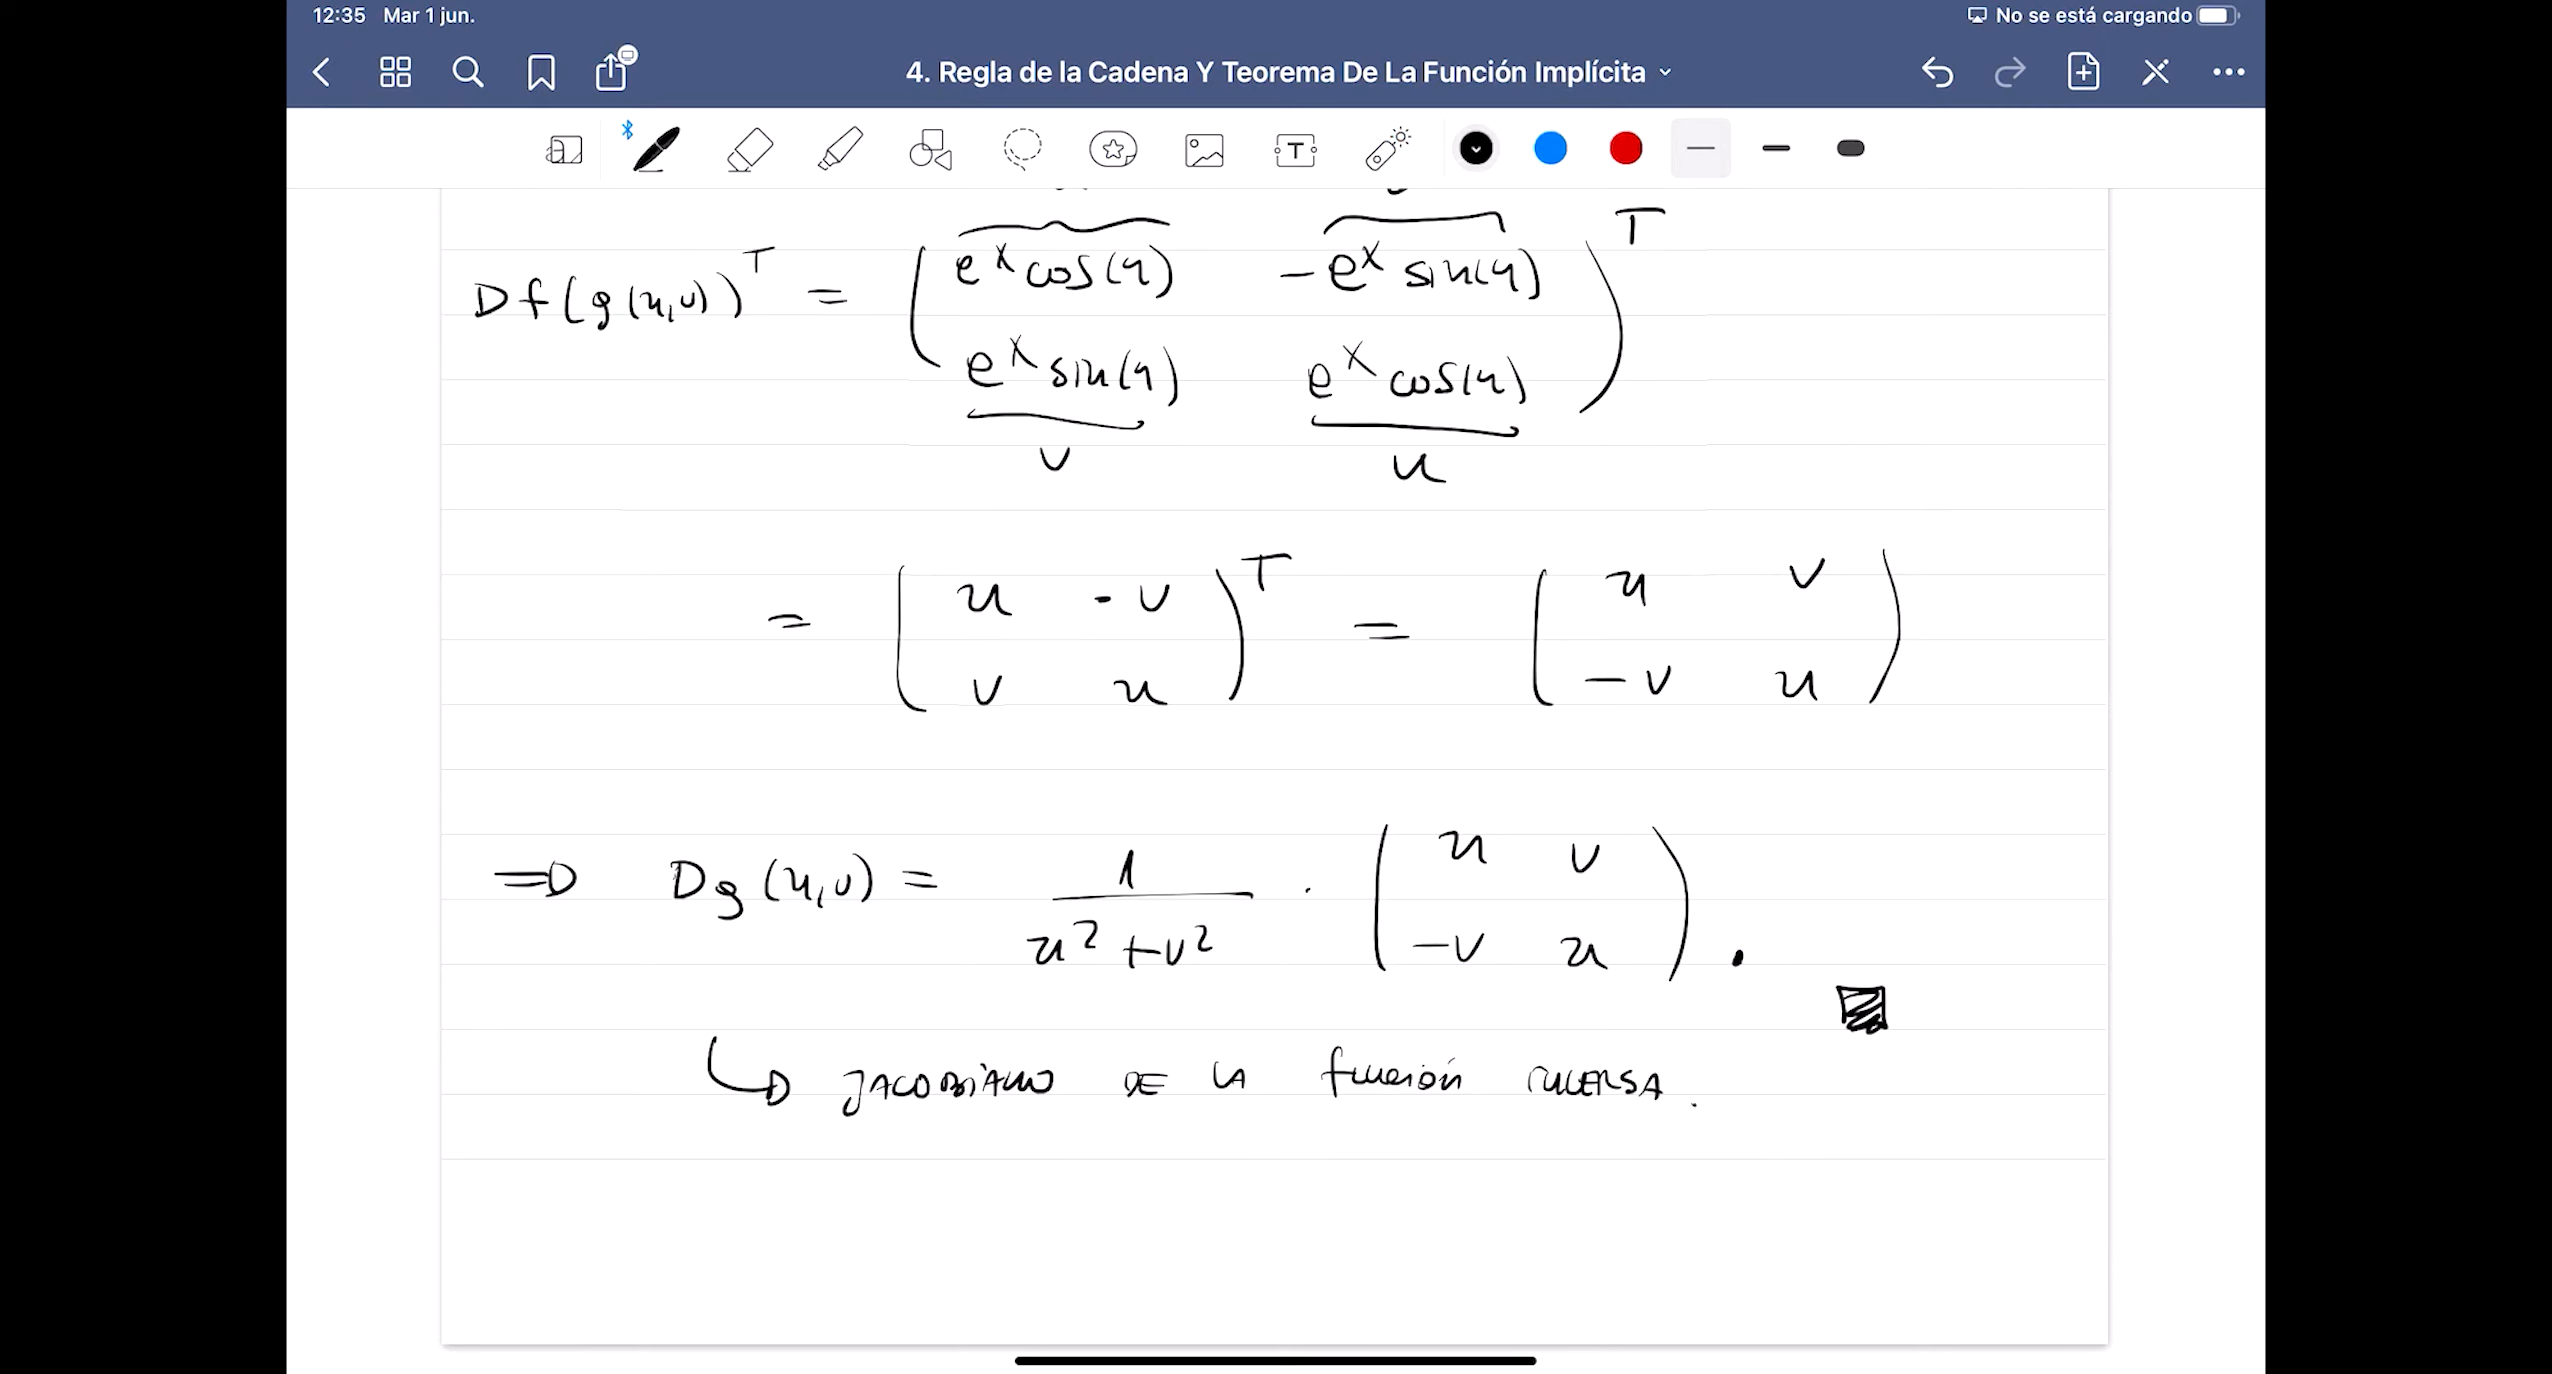 12:35 Mar 1 jun. No se está cargando
4. Regla de la Cadena Y Teorema De La Función Implícita
Df(g(u,v))^T = ( e^x cos(y) -e^x sin(y) )^T
( e^x sin(y) e^x cos(y) )
v u
= ( u -v )^T = ( u v )
( v u ) ( -v u )
=> Dg(u,v) = 1 / (u² + v²) · ( u v )
( -v u ) .
JACOBIANO DE LA función INVERSA.